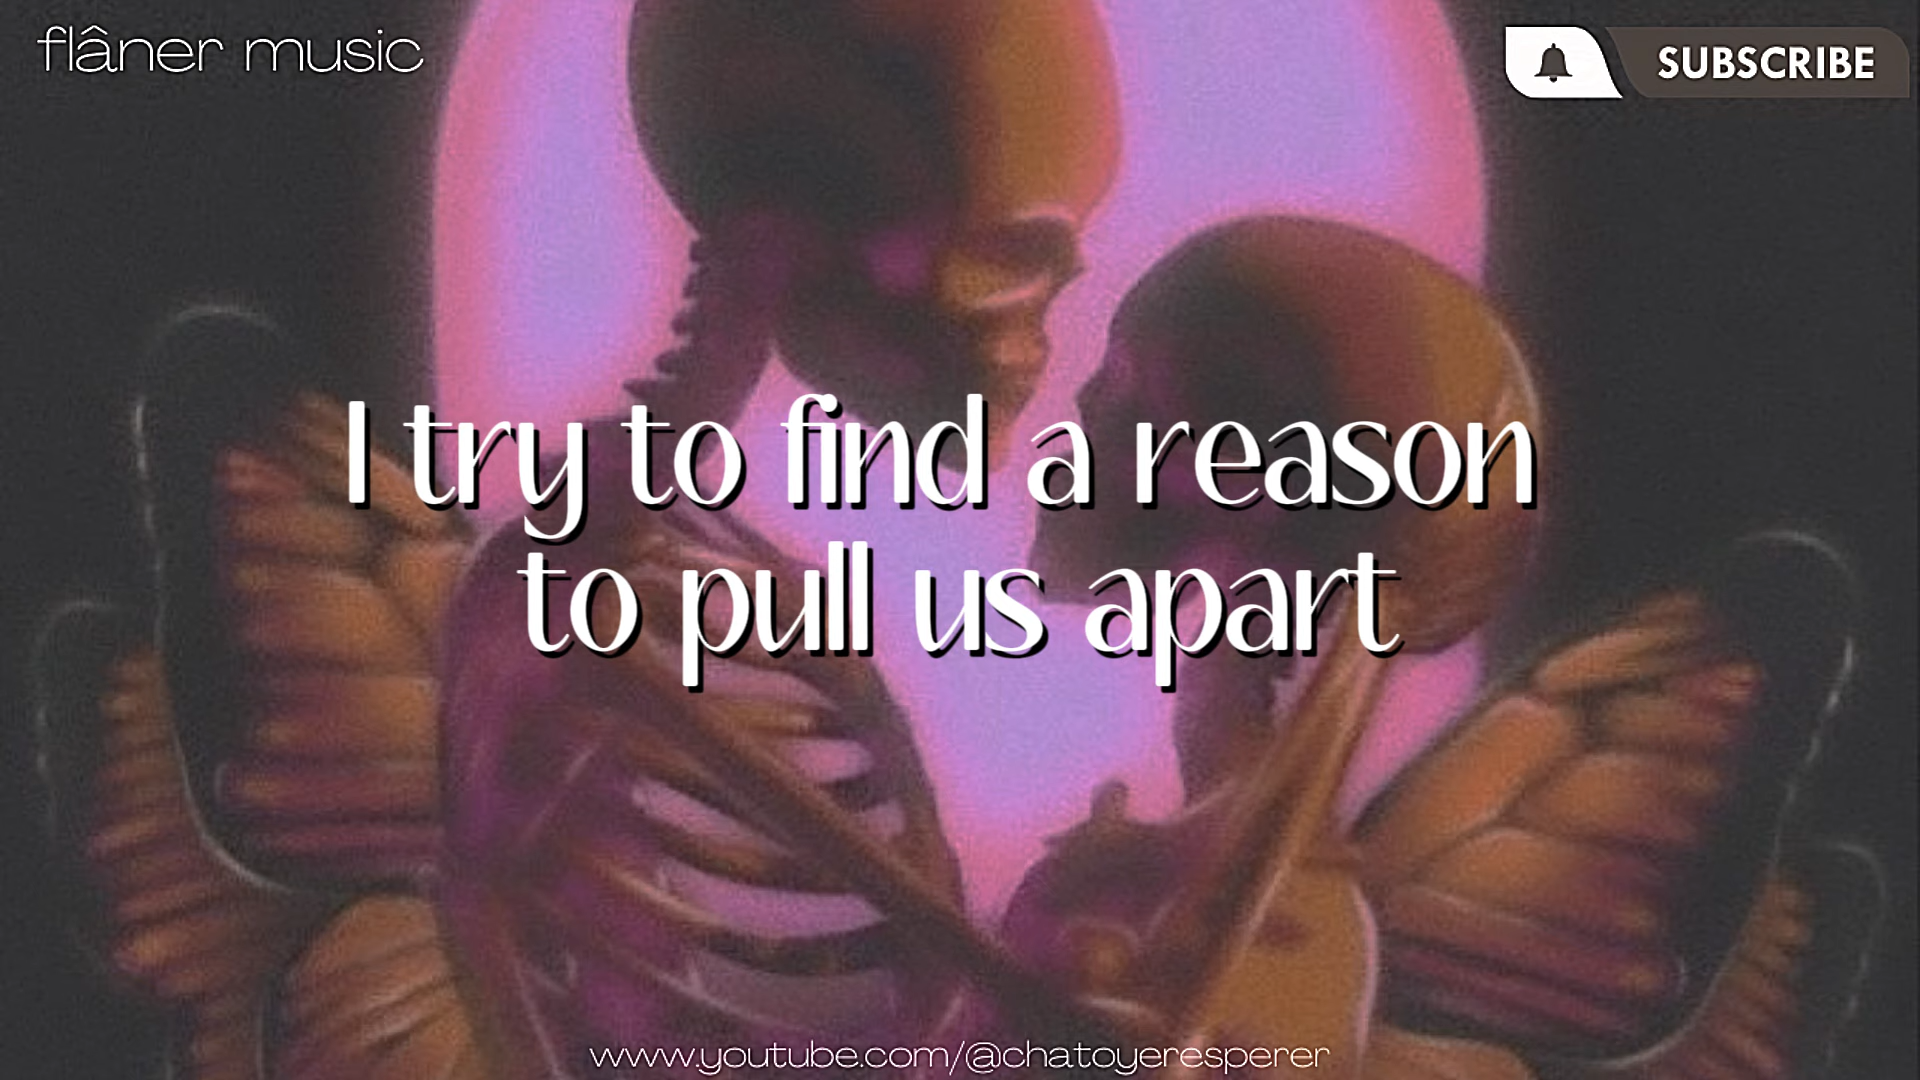 flâner music
SUBSCRIBE
I try to find a reason
to pull us apart
www.youtube.com/@chatoyeresperer